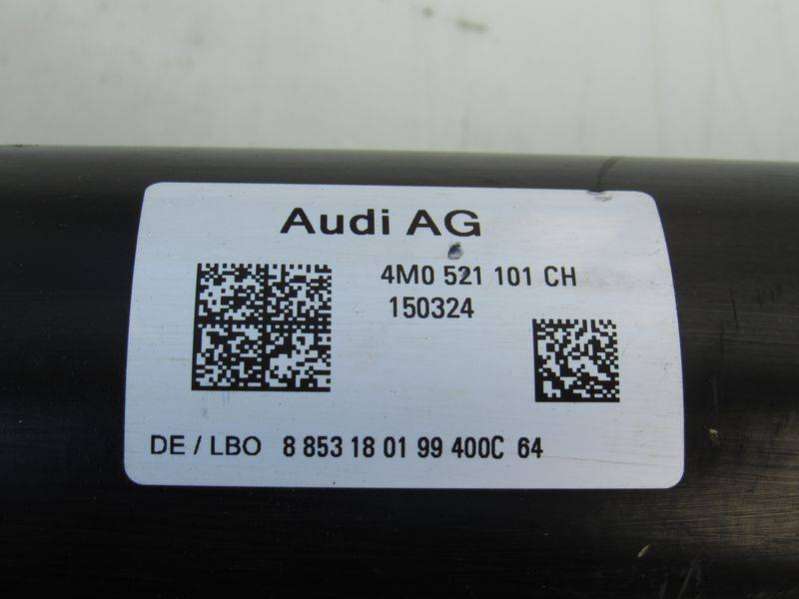 Audi AG
4M0 521 101 CH
150324
DE / LBO 8 853 18 01 99 400C 64